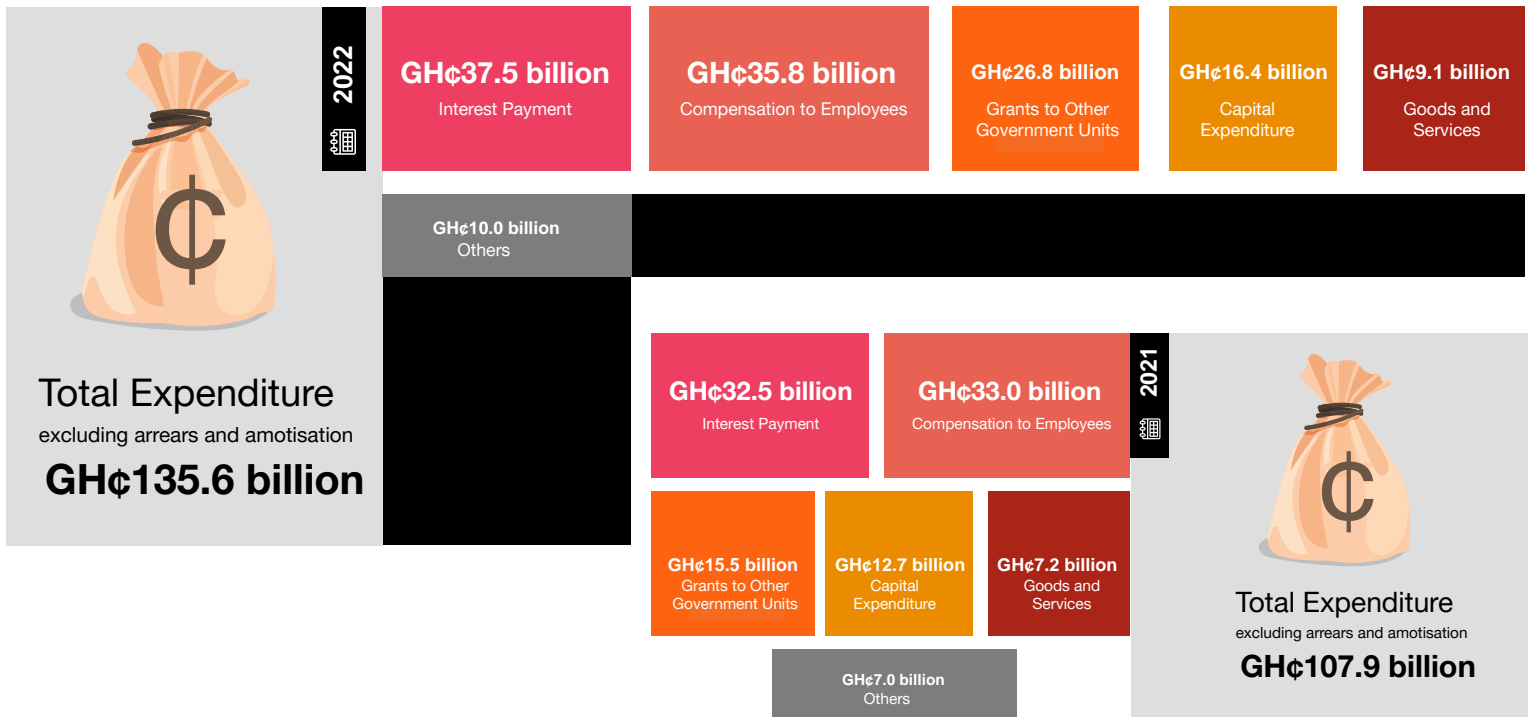 2022
GH¢37.5 billion
Interest Payment
GH¢35.8 billion
Compensation to Employees
GH¢26.8 billion
Grants to Other
Government Units
GH¢16.4 billion
Capital
Expenditure
GH¢9.1 billion
Goods and
Services
GH¢10.0 billion
Others
₵
Total Expenditure
excluding arrears and amotisation
GH¢135.6 billion
GH¢32.5 billion
Interest Payment
GH¢33.0 billion
Compensation to Employees
2021
GH¢15.5 billion
Grants to Other
Government Units
GH¢12.7 billion
Capital
Expenditure
GH¢7.2 billion
Goods and
Services
GH¢7.0 billion
Others
₵
Total Expenditure
excluding arrears and amotisation
GH¢107.9 billion